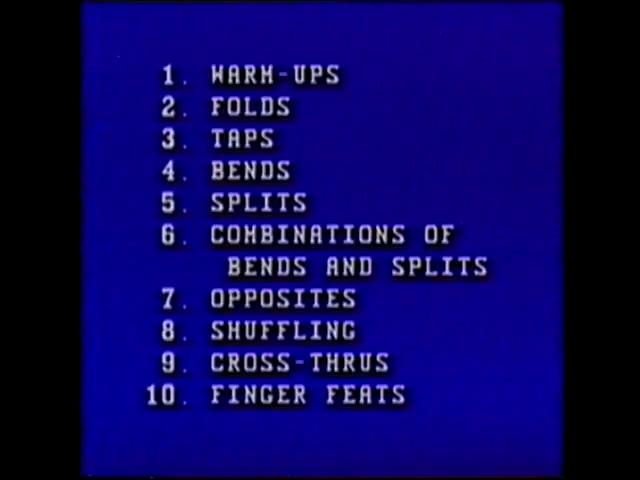 1. WARM-UPS
2. FOLDS
3. TAPS
4. BENDS
5. SPLITS
6. COMBINATIONS OF
BENDS AND SPLITS
7. OPPOSITES
8. SHUFFLING
9. CROSS-THRUS
10. FINGER FEATS